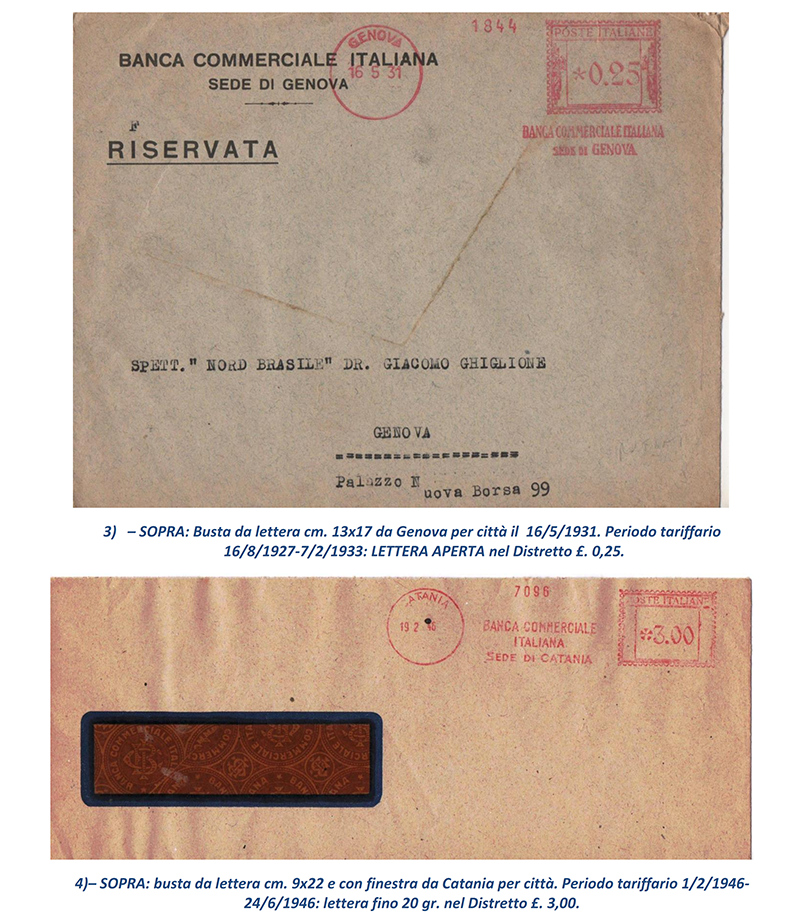 1844
GENOVA
16 5 31
POSTE ITALIANE
*0.25
BANCA COMMERCIALE ITALIANA
SEDE DI GENOVA
BANCA COMMERCIALE ITALIANA
SEDE DI GENOVA
F
RISERVATA
SPETT." NORD BRASILE" DR. GIACOMO GHIGLIONE
GENOVA
Palazzo Nuova Borsa 99
3) – SOPRA: Busta da lettera cm. 13x17 da Genova per città il 16/5/1931. Periodo tariffario
16/8/1927-7/2/1933: LETTERA APERTA nel Distretto £. 0,25.
7096
CATANIA
19 2 46
BANCA COMMERCIALE
ITALIANA
SEDE DI CATANIA
POSTE ITALIANE
*3.00
BANCA COMMERCIALE ITALIANA
4)– SOPRA: busta da lettera cm. 9x22 e con finestra da Catania per città. Periodo tariffario 1/2/1946-
24/6/1946: lettera fino 20 gr. nel Distretto £. 3,00.